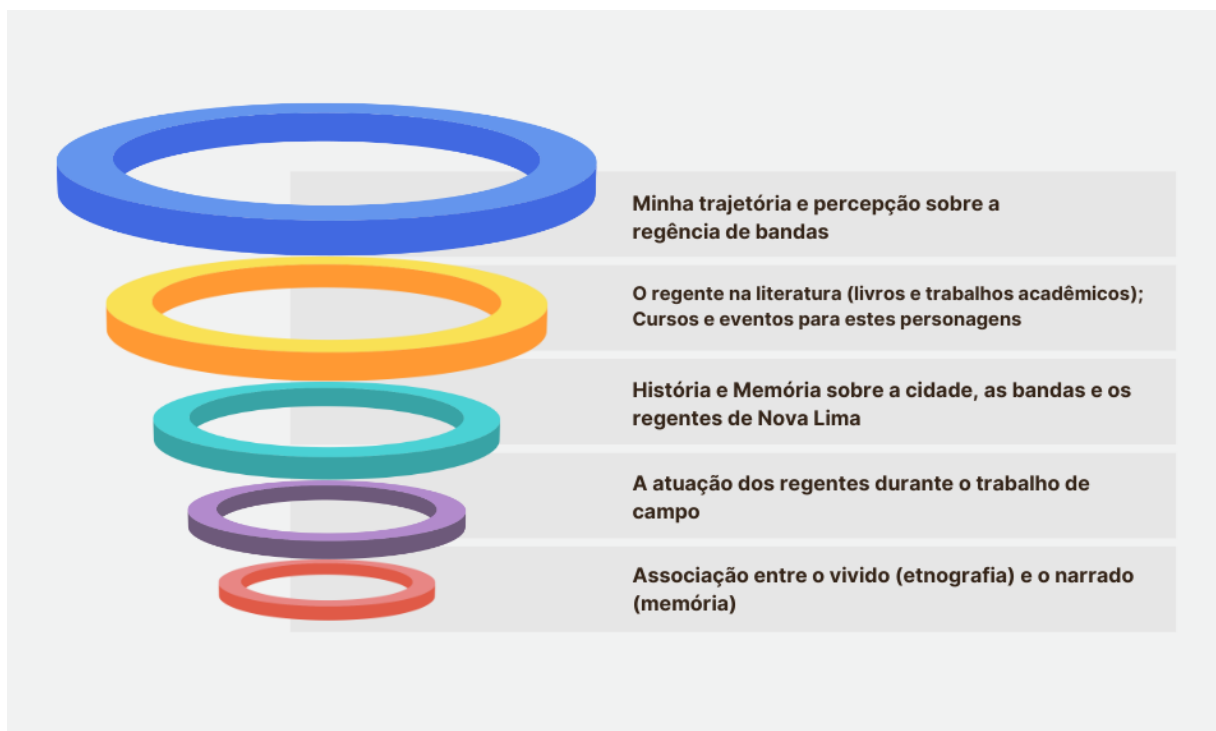 Minha trajetória e percepção sobre a
regência de bandas
O regente na literatura (livros e trabalhos acadêmicos);
Cursos e eventos para estes personagens
História e Memória sobre a cidade, as bandas e os
regentes de Nova Lima
A atuação dos regentes durante o trabalho de
campo
Associação entre o vivido (etnografia) e o narrado
(memória)